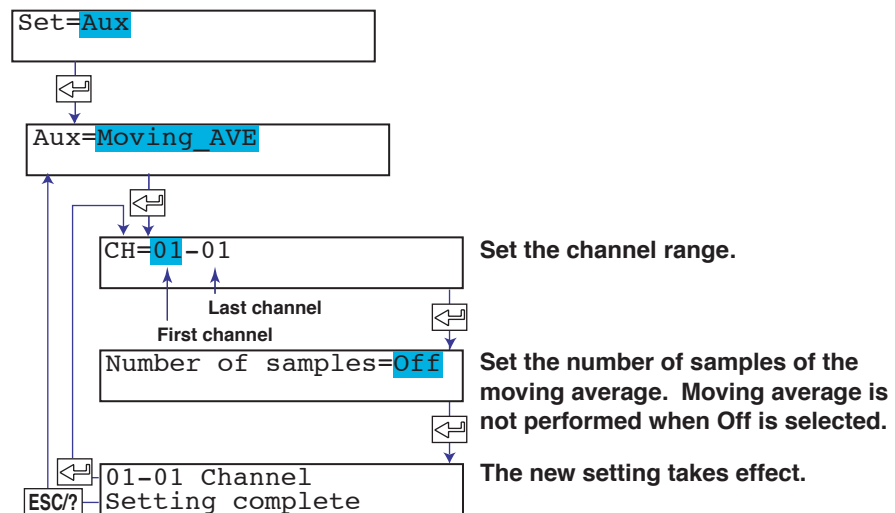 Set=Aux
Aux=Moving_AVE
CH=01-01
Set the channel range.
Last channel
First channel
Number of samples=Off
Set the number of samples of the
moving average. Moving average is
not performed when Off is selected.
01-01 Channel
Setting complete
The new setting takes effect.
ESC/?